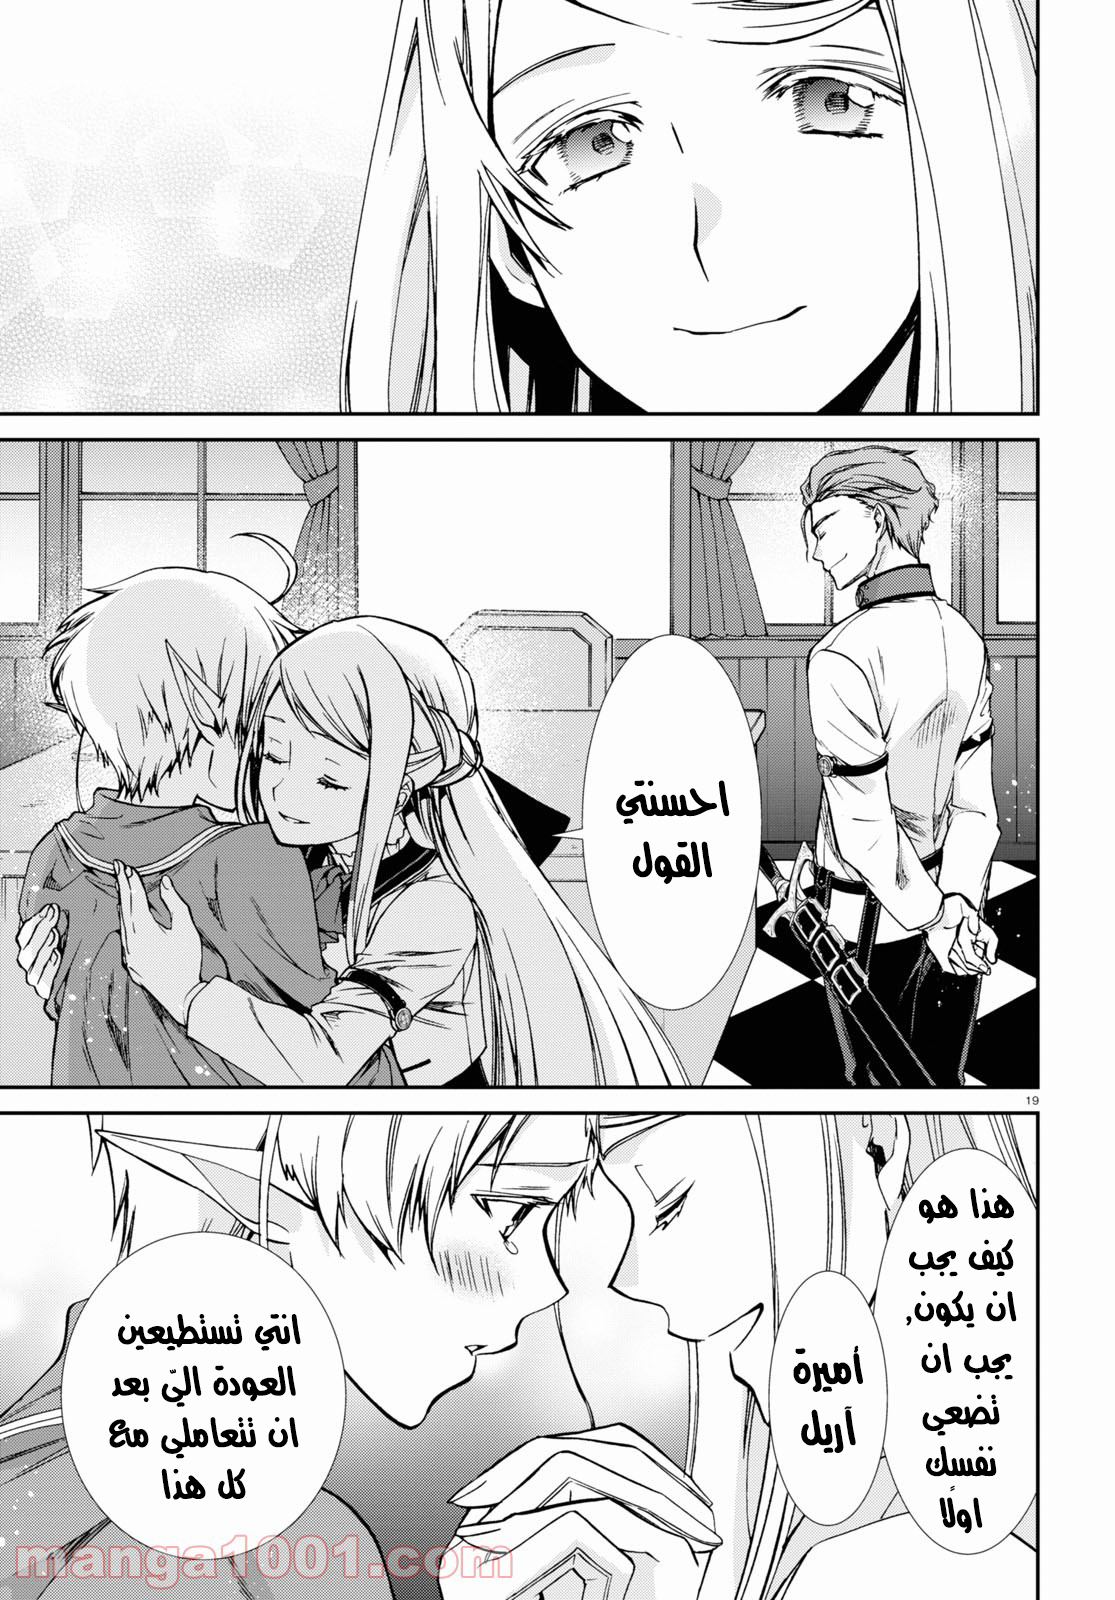 احسنتي
القول
19
هذا هو
كيف يجب
ان يكون,
يجب ان
تضعي
نفسك
اولًا
أميرة
آريل
انتي تستطيعين
العودة اليّ بعد
ان تتعاملي مع
كل هذا
manga1001.com